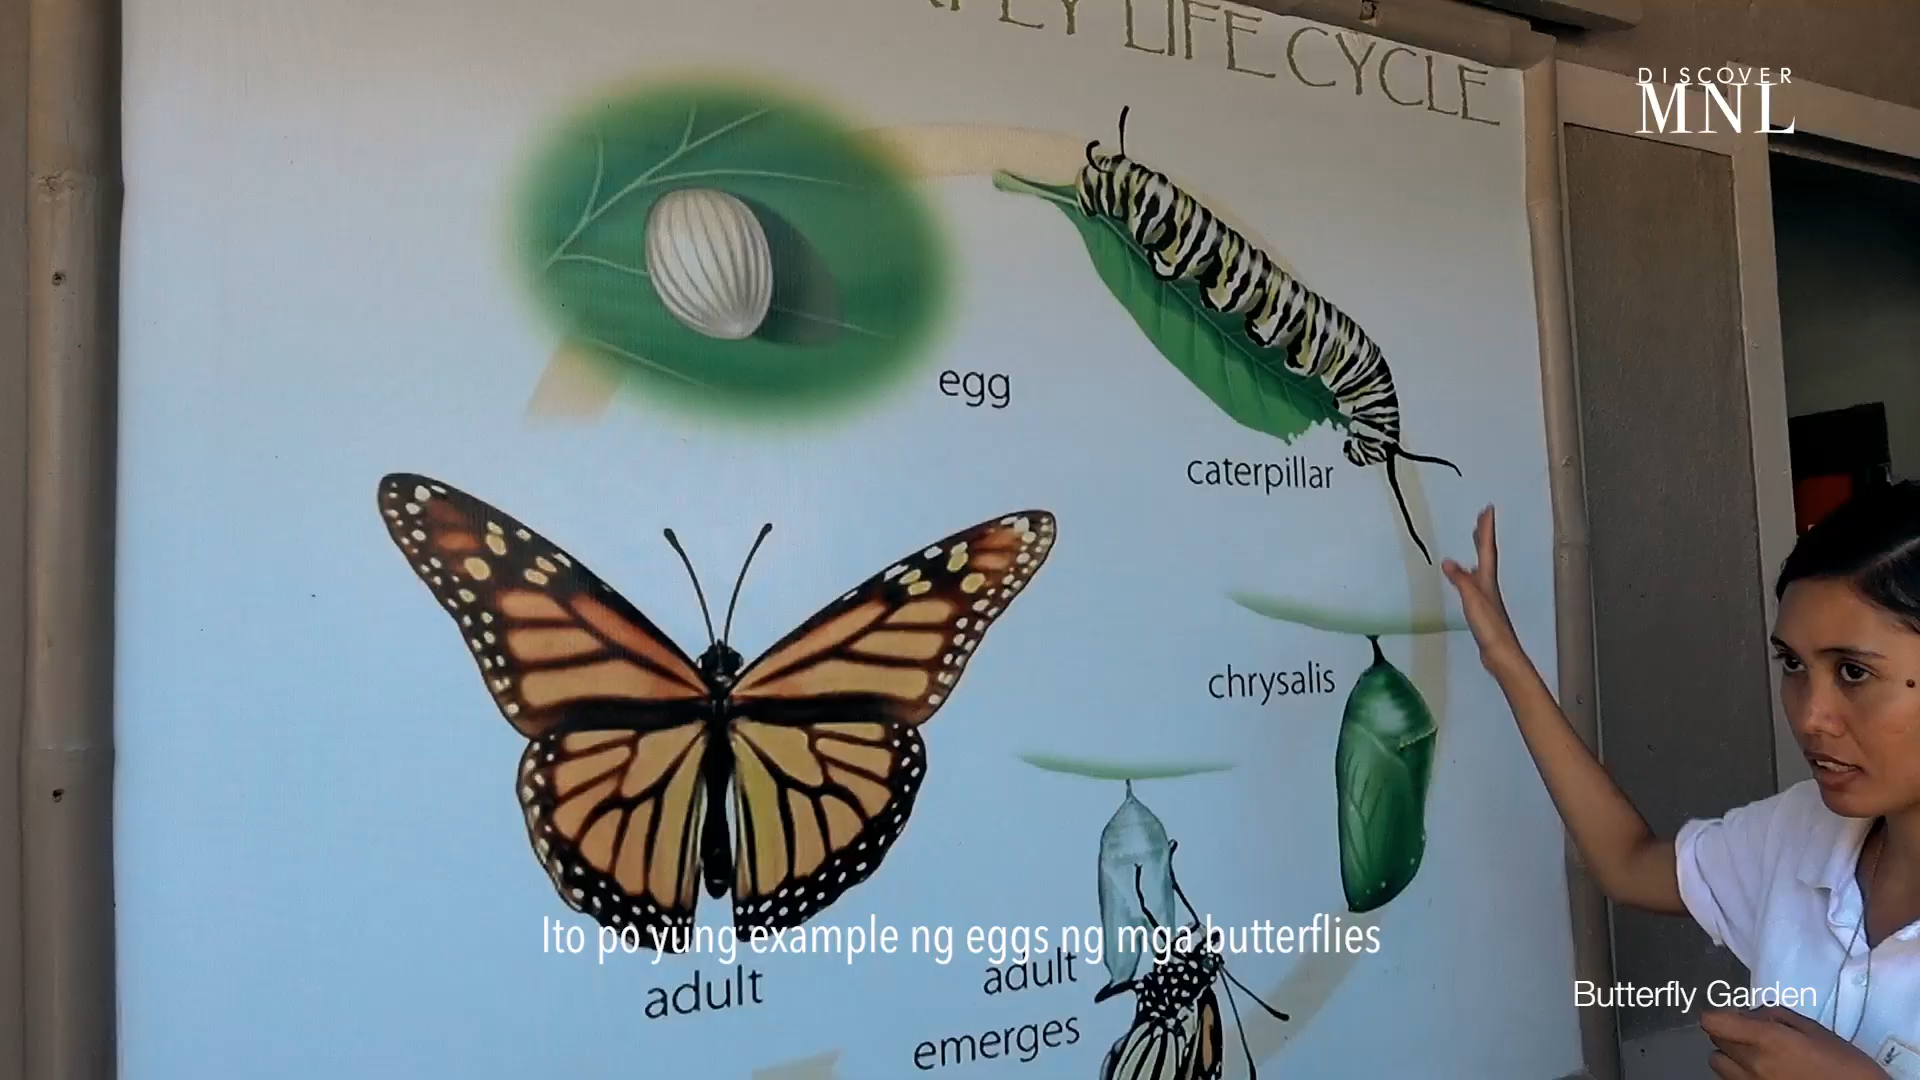 LIFE CYCLE
DISCOVER
MNL
egg
caterpillar
chrysalis
Ito po yung example ng eggs ng mga butterflies
adult
adult
emerges
Butterfly Garden